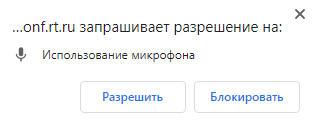 ...onf.rt.ru запрашивает разрешение на:
Использование микрофона
Разрешить Блокировать